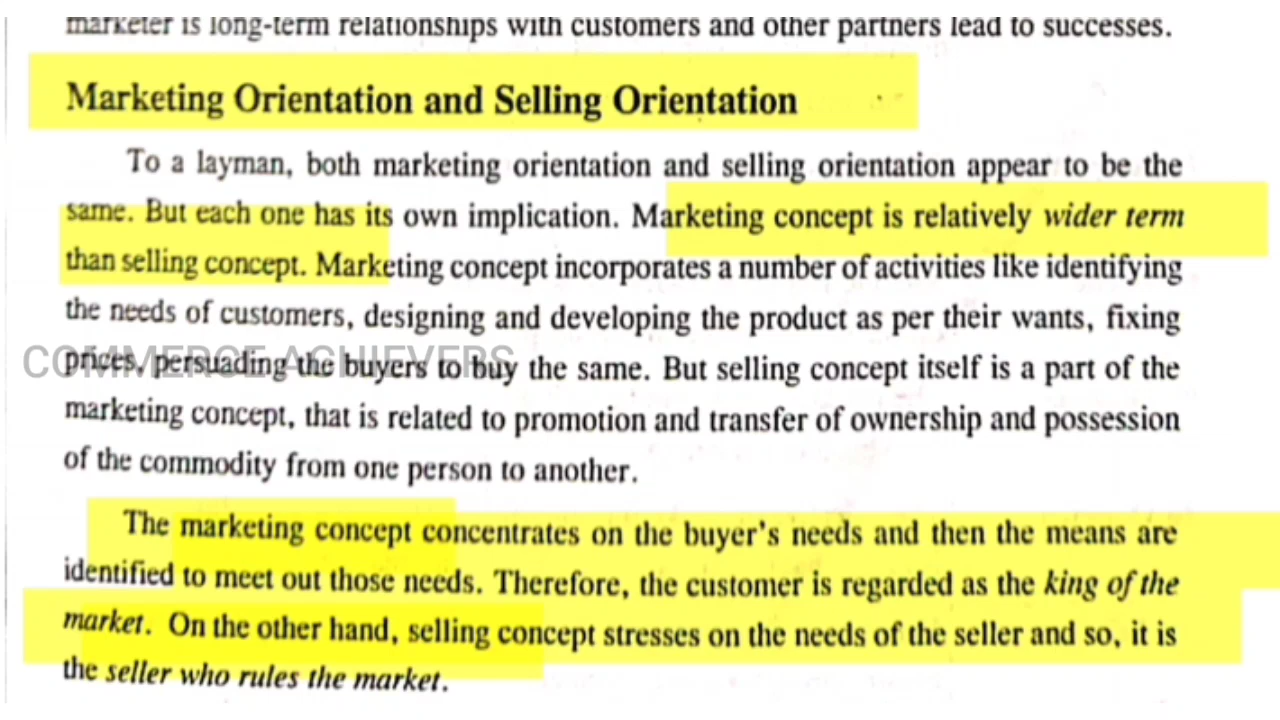 marketer is long-term relationships with customers and other partners lead to successes.
Marketing Orientation and Selling Orientation
To a layman, both marketing orientation and selling orientation appear to be the
same. But each one has its own implication. Marketing concept is relatively wider term
than selling concept. Marketing concept incorporates a number of activities like identifying
the needs of customers, designing and developing the product as per their wants, fixing
prices, persuading the buyers to buy the same. But selling concept itself is a part of the
COMMERCE ACHIEVERS
marketing concept, that is related to promotion and transfer of ownership and possession
of the commodity from one person to another.
The marketing concept concentrates on the buyer's needs and then the means are
identified to meet out those needs. Therefore, the customer is regarded as the king of the
market. On the other hand, selling concept stresses on the needs of the seller and so, it is
the seller who rules the market.